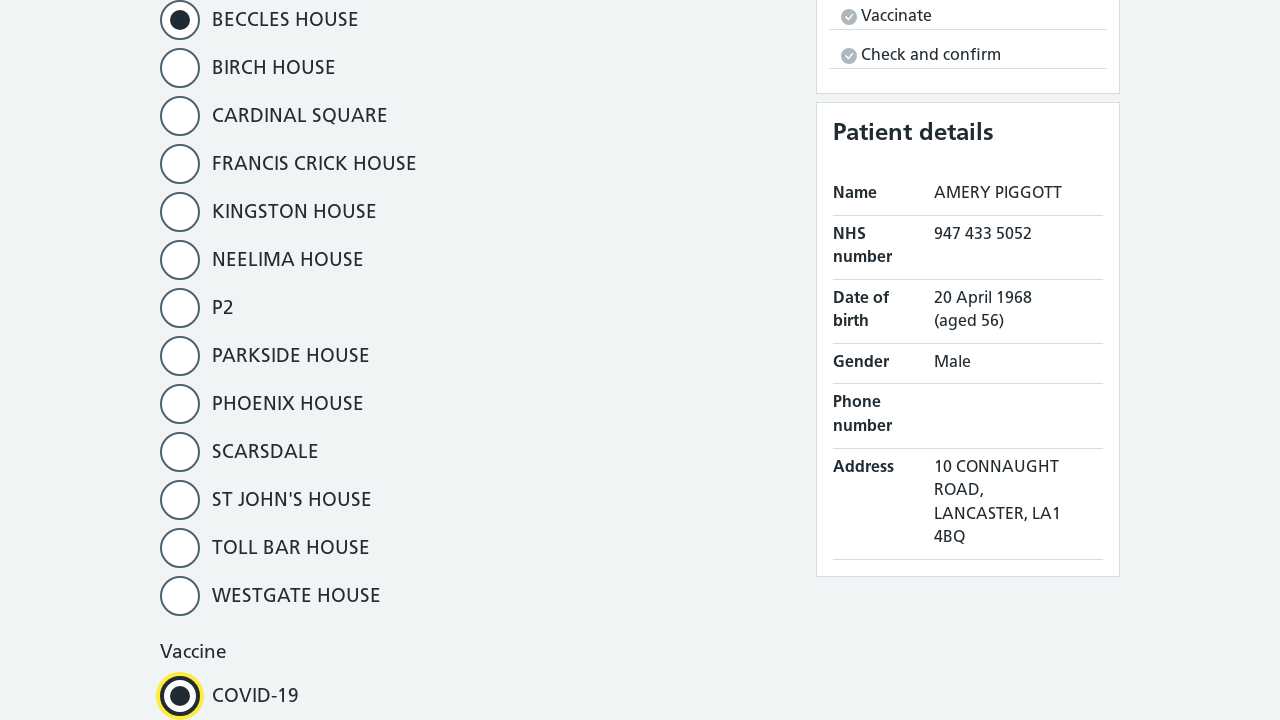 BECCLES HOUSE
BIRCH HOUSE
CARDINAL SQUARE
FRANCIS CRICK HOUSE
KINGSTON HOUSE
NEELIMA HOUSE
P2
PARKSIDE HOUSE
PHOENIX HOUSE
SCARSDALE
ST JOHN'S HOUSE
TOLL BAR HOUSE
WESTGATE HOUSE
Vaccine
COVID-19
Vaccinate
Check and confirm
Patient details
Name AMERY PIGGOTT
NHS 947 433 5052
number
Date of 20 April 1968
birth (aged 56)
Gender Male
Phone
number
Address 10 CONNAUGHT
ROAD,
LANCASTER, LA1
4BQ